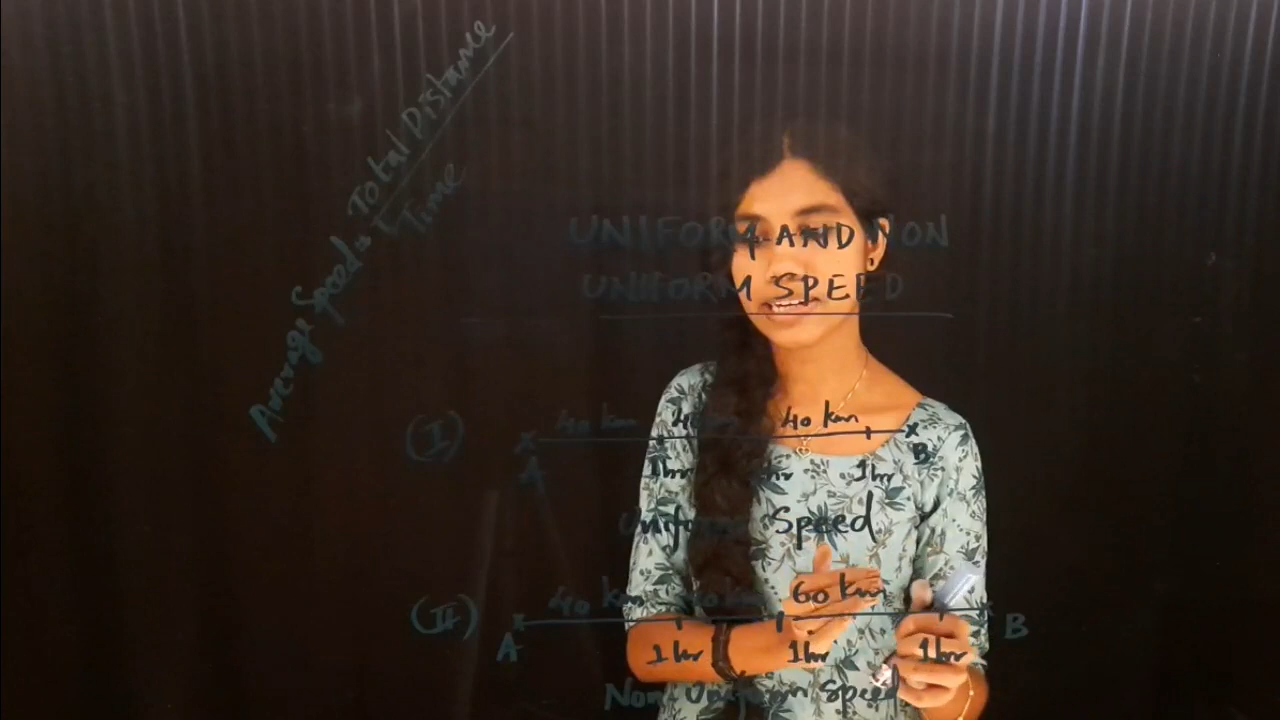 Average Speed = Total Distance
Time
UNIFORM AND NON
UNIFORM SPEED
(I) 40 km 40 km
A 1hr 1hr B
Uniform Speed
(II) 40 km 60 km
A 1hr 1hr 1hr B
Non-Uniform Speed